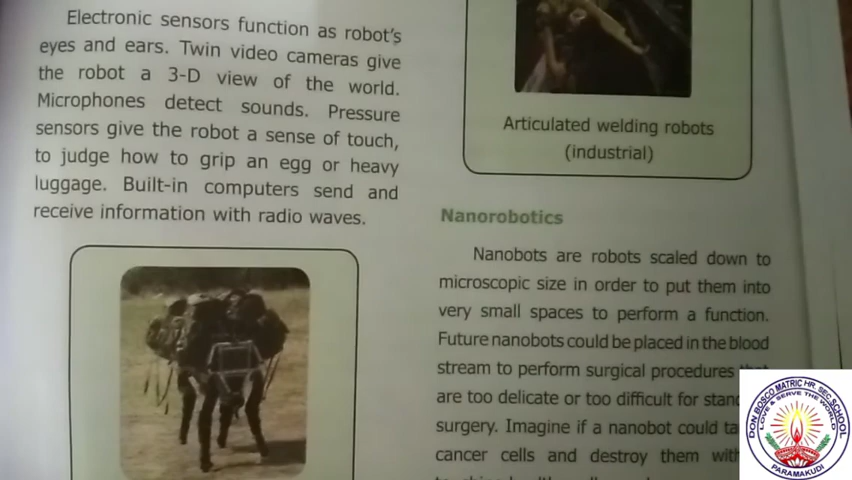 Electronic sensors function as robot's
eyes and ears. Twin video cameras give
the robot a 3-D view of the world.
Microphones detect sounds. Pressure
sensors give the robot a sense of touch,
to judge how to grip an egg or heavy
luggage. Built-in computers send and
receive information with radio waves.
Articulated welding robots
(industrial)
Nanorobotics
Nanobots are robots scaled down to
microscopic size in order to put them into
very small spaces to perform a function.
Future nanobots could be placed in the blood
stream to perform surgical procedures
are too delicate or too difficult for
surgery. Imagine if a nanobot could
cancer cells and destroy them
DON BOSCO MATRIC HR. SEC. SCHOOL
LOVE & SERVE THE WORLD
PARAMAKUDI